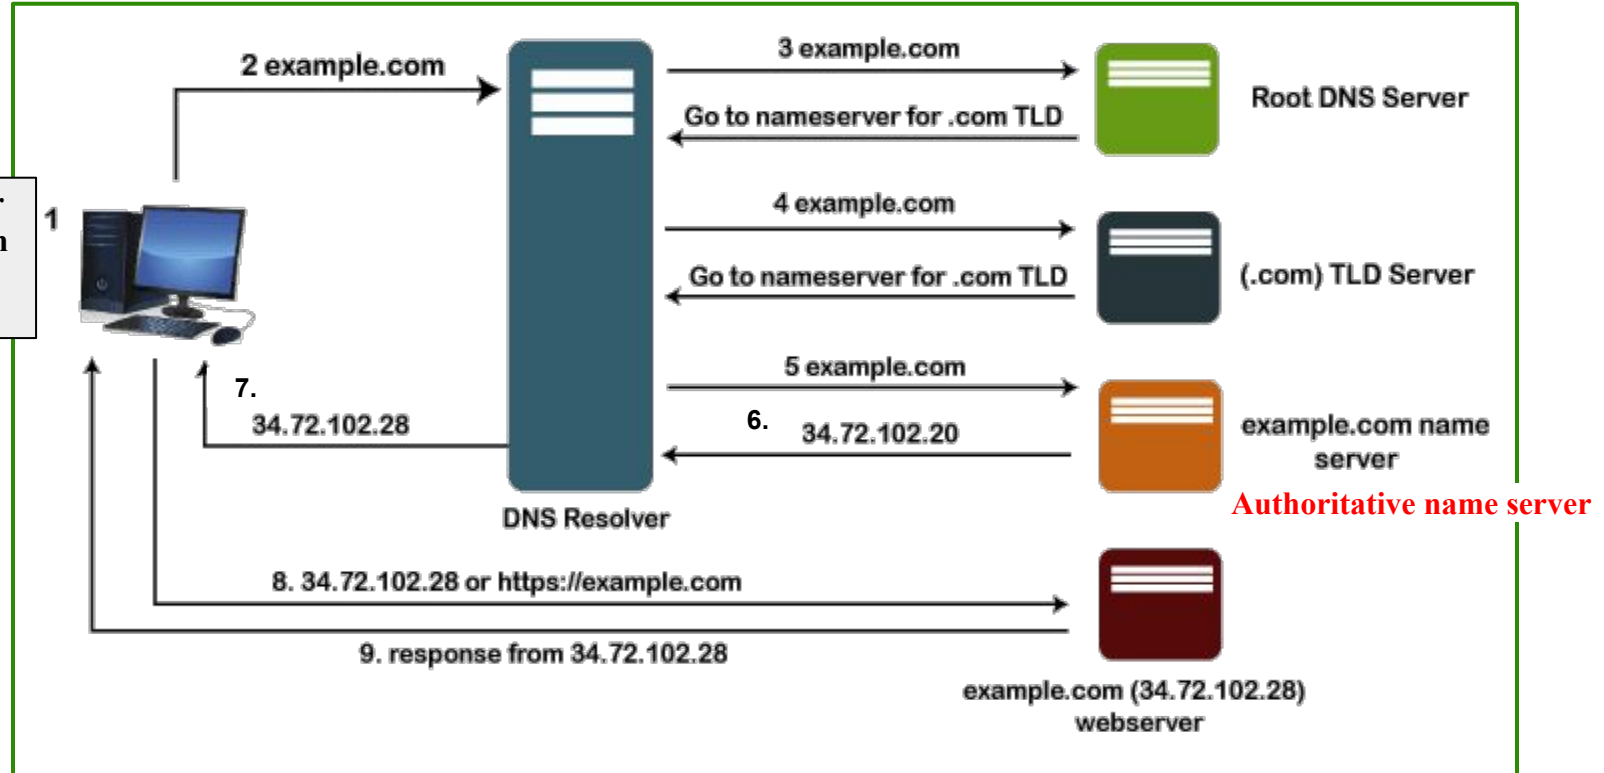 2 example.com
3 example.com
Root DNS Server
Go to nameserver for .com TLD
1
4 example.com
(.com) TLD Server
Go to nameserver for .com TLD
5 example.com
7.
34.72.102.28
6.
34.72.102.20
example.com name
server
Authoritative name server
DNS Resolver
8. 34.72.102.28 or https://example.com
9. response from 34.72.102.28
example.com (34.72.102.28)
webserver